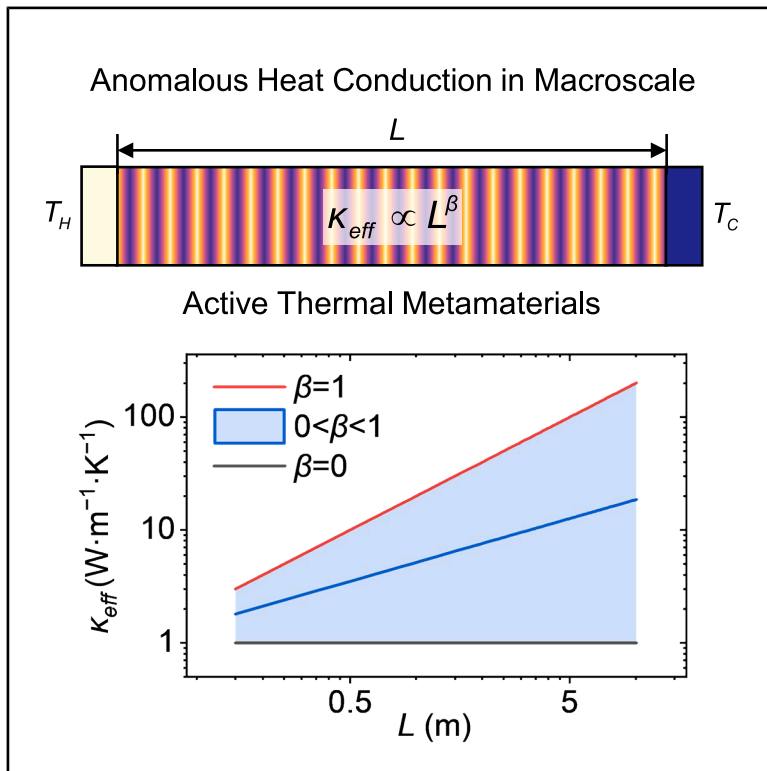 Anomalous Heat Conduction in Macroscale
L
T_H
κ_eff ∝ L^β
T_C
Active Thermal Metamaterials
β=1
0<β<1
β=0
100
10
1
κ_eff (W·m⁻¹·K⁻¹)
0.5
5
L (m)